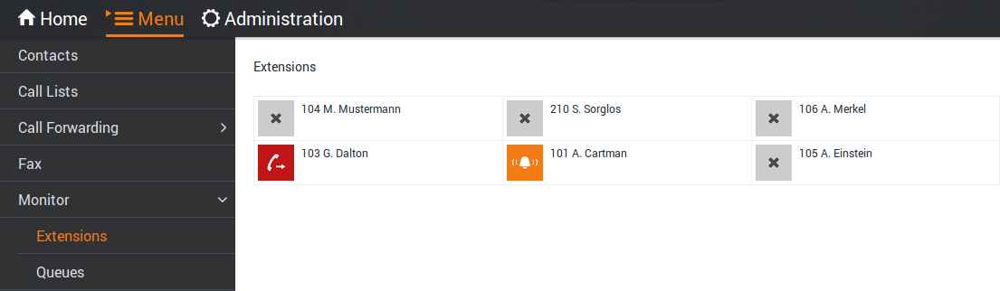 Home Menu Administration
Contacts
Call Lists
Call Forwarding
Fax
Monitor
Extensions
Queues
Extensions
104 M. Mustermann 210 S. Sorglos 106 A. Merkel
103 G. Dalton 101 A. Cartman 105 A. Einstein